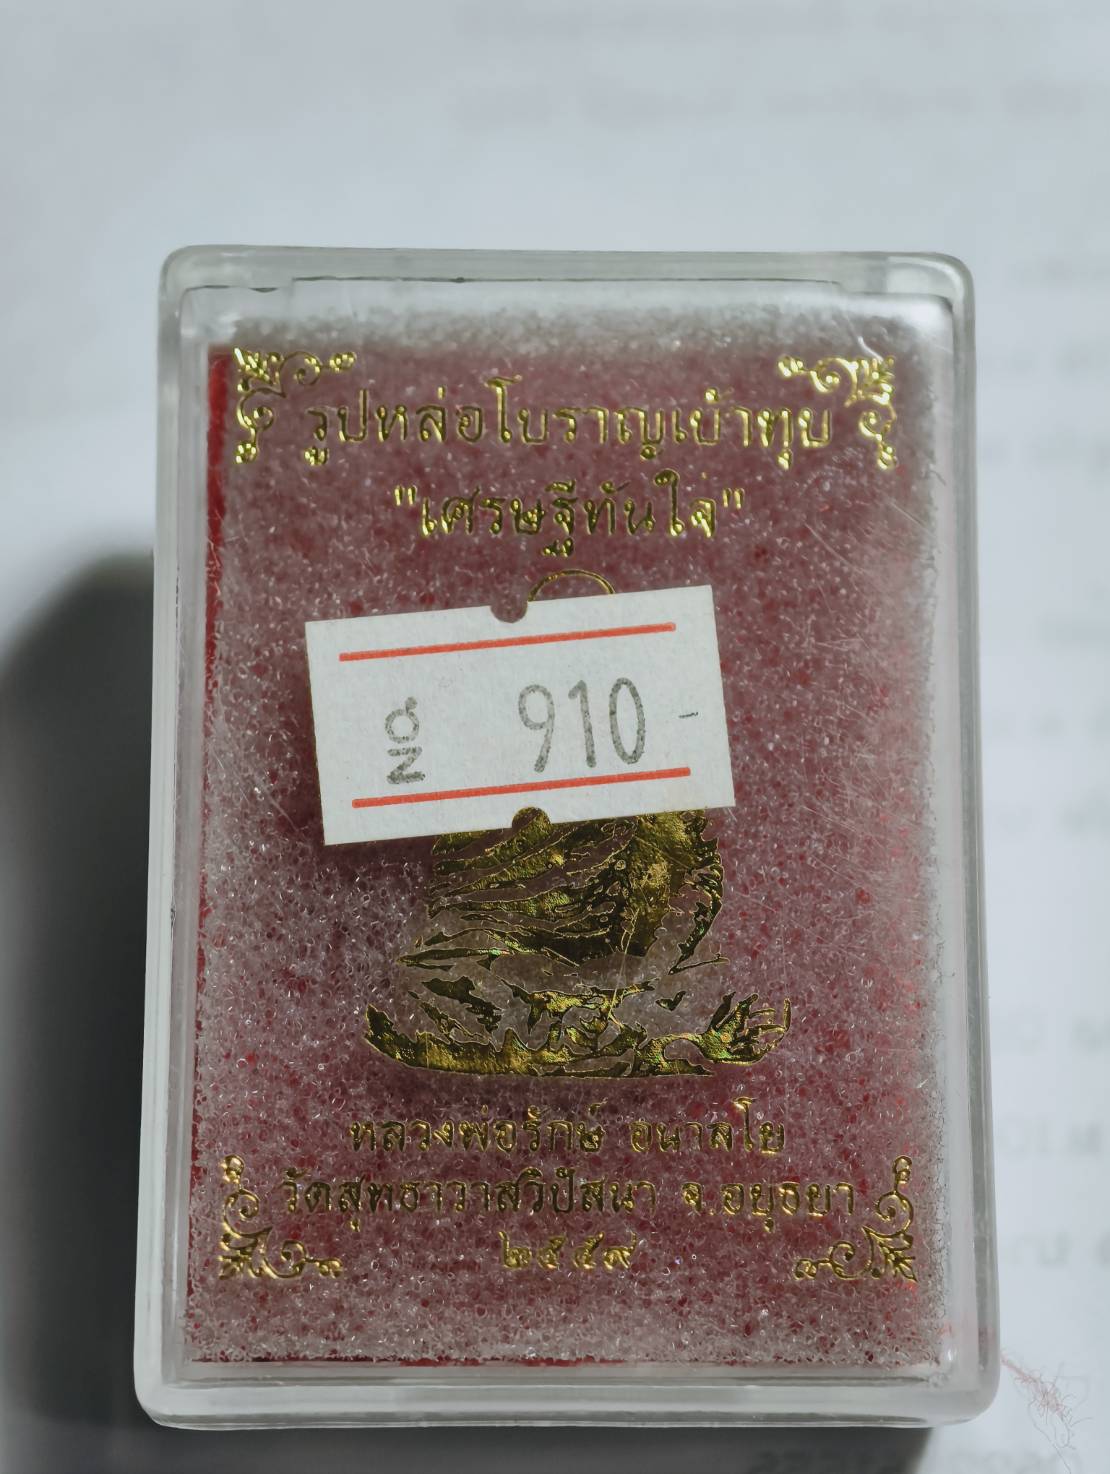 รูปหล่อโบราญเบ้าทุบ
"เศรษฐีทันใจ"
NO. 910-
หลวงพ่อรักษ์ อนาลโย
วัดสุทธาวาสวิปัสนา จ.อยุธยา
๒๕๕๙